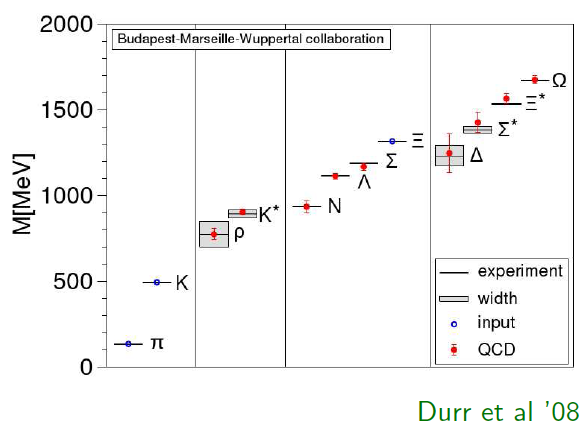 2000
Budapest-Marseille-Wuppertal collaboration
1500
1000
500
0
M[MeV]
π
K
ρ
K*
N
Λ
Σ
Ξ
Δ
Σ*
Ξ*
Ω
experiment
width
input
QCD
Durr et al '08